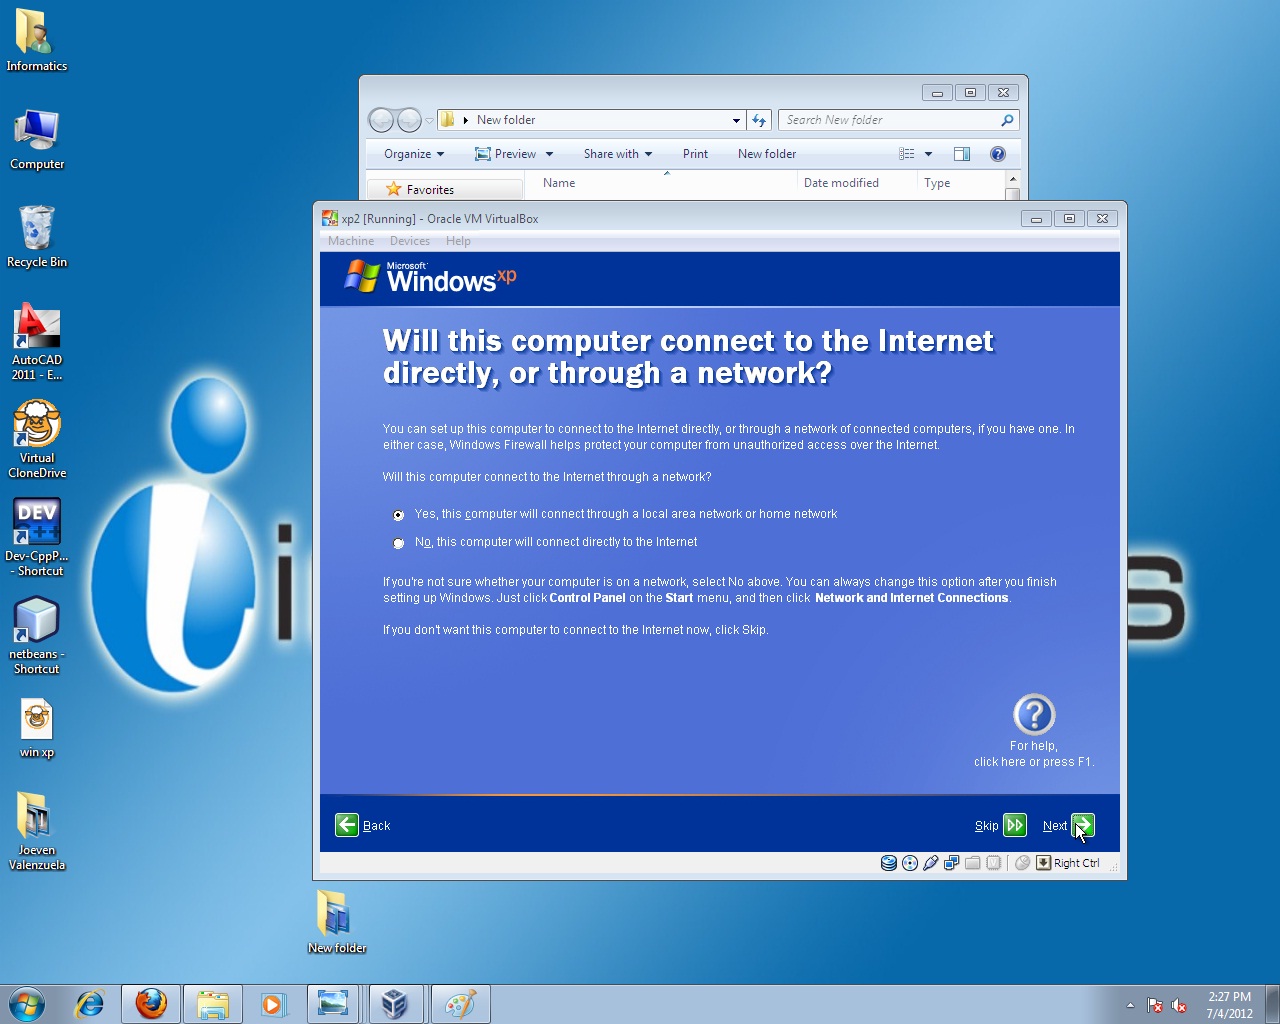 Informatics
Computer
Recycle Bin
AutoCAD
2011 - E...
Virtual
CloneDrive
DEV
Dev-CppP...
- Shortcut
netbeans -
Shortcut
win xp
Joeven
Valenzuela
New folder
Search New folder
Organize
Preview
Share with
Print
New folder
Favorites
Name
Date modified
Type
xp2 [Running] - Oracle VM VirtualBox
Machine
Devices
Help
Microsoft
Windows xp
Will this computer connect to the Internet
directly, or through a network?
You can set up this computer to connect to the Internet directly, or through a network of connected computers, if you have one. In
either case, Windows Firewall helps protect your computer from unauthorized access over the Internet.
Will this computer connect to the Internet through a network?
Yes, this computer will connect through a local area network or home network
No, this computer will connect directly to the Internet
If you're not sure whether your computer is on a network, select No above. You can always change this option after you finish
setting up Windows. Just click Control Panel on the Start menu, and then click Network and Internet Connections.
If you don't want this computer to connect to the Internet now, click Skip.
For help,
click here or press F1.
Back
Skip
Next
Right Ctrl
New folder
2:27 PM
7/4/2012